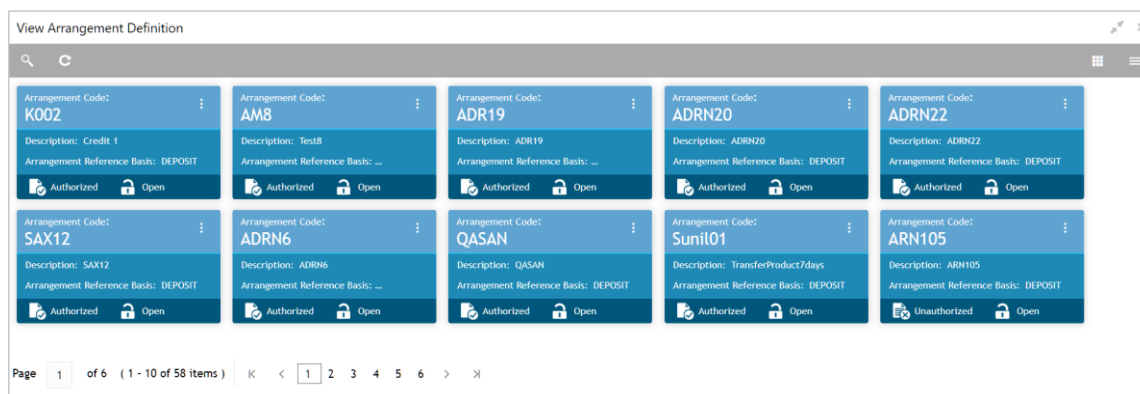 View Arrangement Definition
Arrangement Code:
K002
Description: Credit 1
Arrangement Reference Basis: DEPOSIT
Authorized Open
Arrangement Code:
AM8
Description: Test8
Arrangement Reference Basis: ...
Authorized Open
Arrangement Code:
ADR19
Description: ADR19
Arrangement Reference Basis: ...
Authorized Open
Arrangement Code:
ADRN20
Description: ADRN20
Arrangement Reference Basis: DEPOSIT
Authorized Open
Arrangement Code:
ADRN22
Description: ADRN22
Arrangement Reference Basis: DEPOSIT
Authorized Open
Arrangement Code:
SAX12
Description: SAX12
Arrangement Reference Basis: DEPOSIT
Authorized Open
Arrangement Code:
ADRN6
Description: ADRN6
Arrangement Reference Basis: ...
Authorized Open
Arrangement Code:
QASAN
Description: QASAN
Arrangement Reference Basis: DEPOSIT
Authorized Open
Arrangement Code:
Sunil01
Description: TransferProduct7days
Arrangement Reference Basis: DEPOSIT
Authorized Open
Arrangement Code:
ARN105
Description: ARN105
Arrangement Reference Basis: DEPOSIT
Unauthorized Open
Page 1 of 6 ( 1 - 10 of 58 items ) 1 2 3 4 5 6